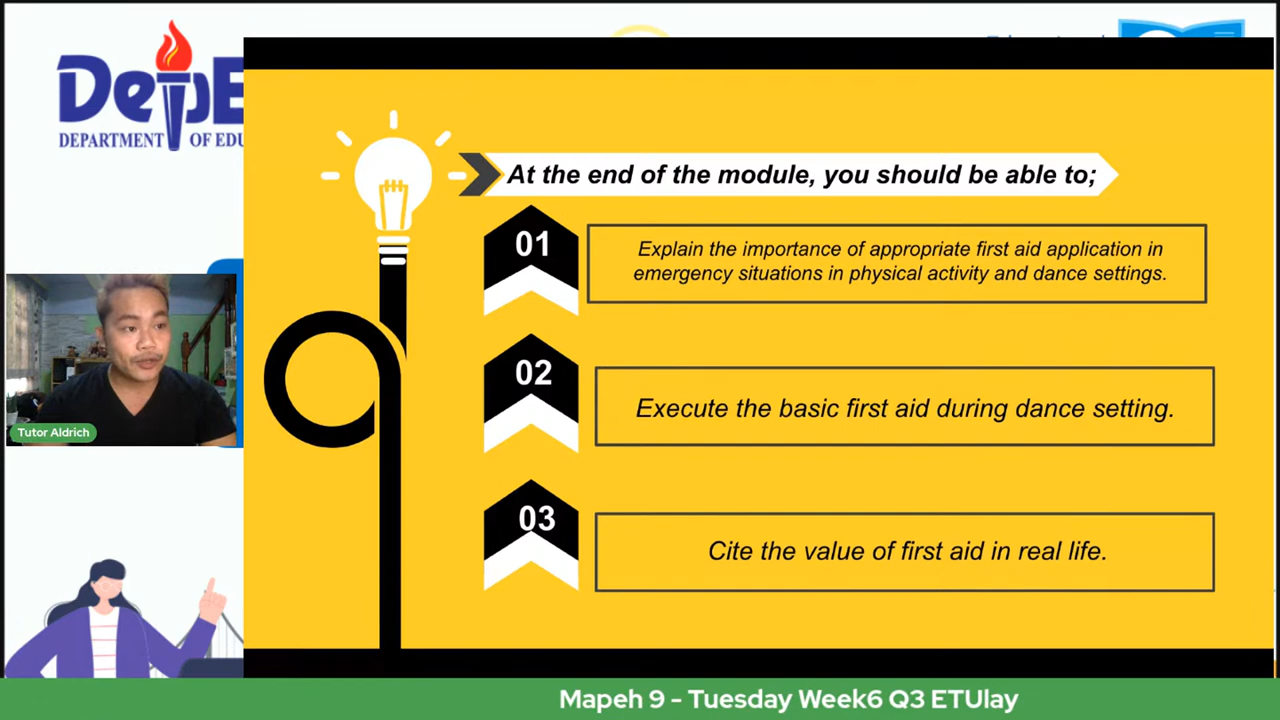 DepE
DEPARTMENT OF EDU
At the end of the module, you should be able to;
01
Explain the importance of appropriate first aid application in
emergency situations in physical activity and dance settings.
02
Execute the basic first aid during dance setting.
03
Cite the value of first aid in real life.
Tutor Aldrich
Mapeh 9 - Tuesday Week6 Q3 ETUlay